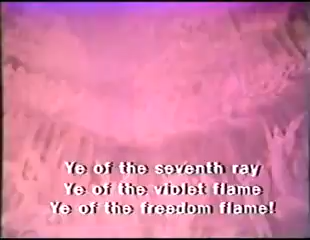 Ye of the seventh ray
Ye of the violet flame
Ye of the freedom flame!